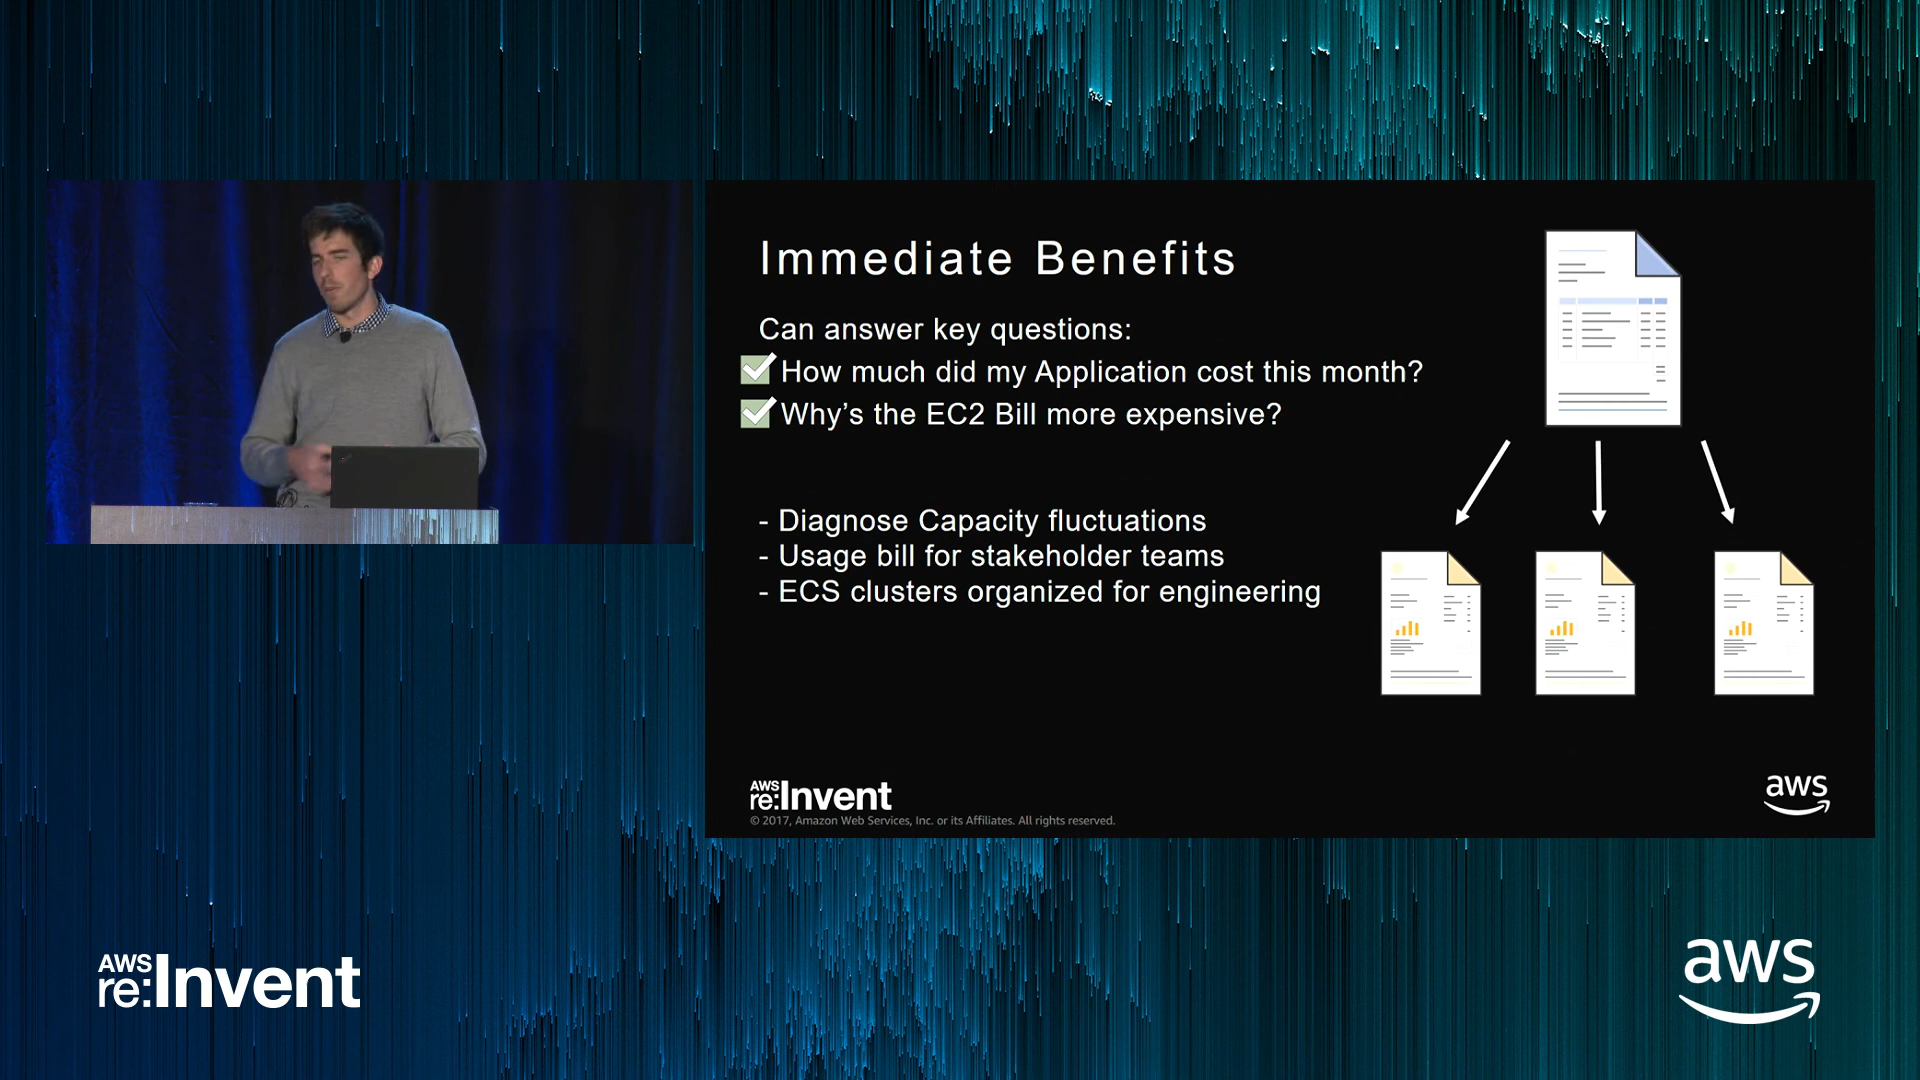 Immediate Benefits
Can answer key questions:
How much did my Application cost this month?
Why’s the EC2 Bill more expensive?
- Diagnose Capacity fluctuations
- Usage bill for stakeholder teams
- ECS clusters organized for engineering
AWS
re:Invent
© 2017, Amazon Web Services, Inc. or its Affiliates. All rights reserved.
aws
AWS
re:Invent
aws